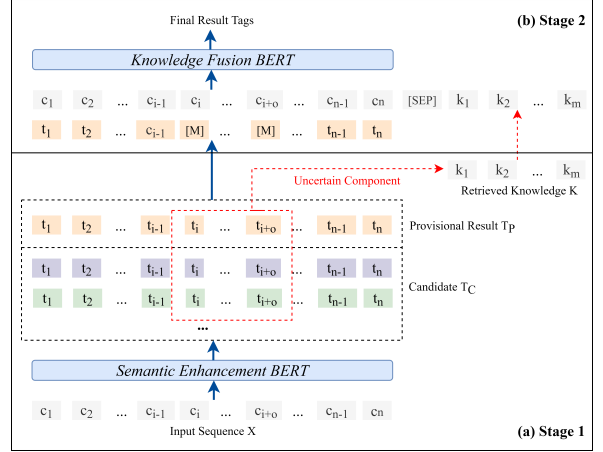 Final Result Tags
(b) Stage 2
Knowledge Fusion BERT
c1 c2 ... ci-1 ci ... ci+o ... cn-1 cn [SEP] k1 k2 ... km
t1 t2 ... ci-1 [M] ... [M] ... tn-1 tn
k1 k2 ... km
Uncertain Component
Retrieved Knowledge K
t1 t2 ... ti-1 ti ... ti+o ... tn-1 tn
Provisional Result TP
t1 t2 ... ti-1 ti ... ti+o ... tn-1 tn
Candidate TC
t1 t2 ... ti-1 ti ... ti+o ... tn-1 tn
...
Semantic Enhancement BERT
c1 c2 ... ci-1 ci ... ci+o ... cn-1 cn
Input Sequence X
(a) Stage 1